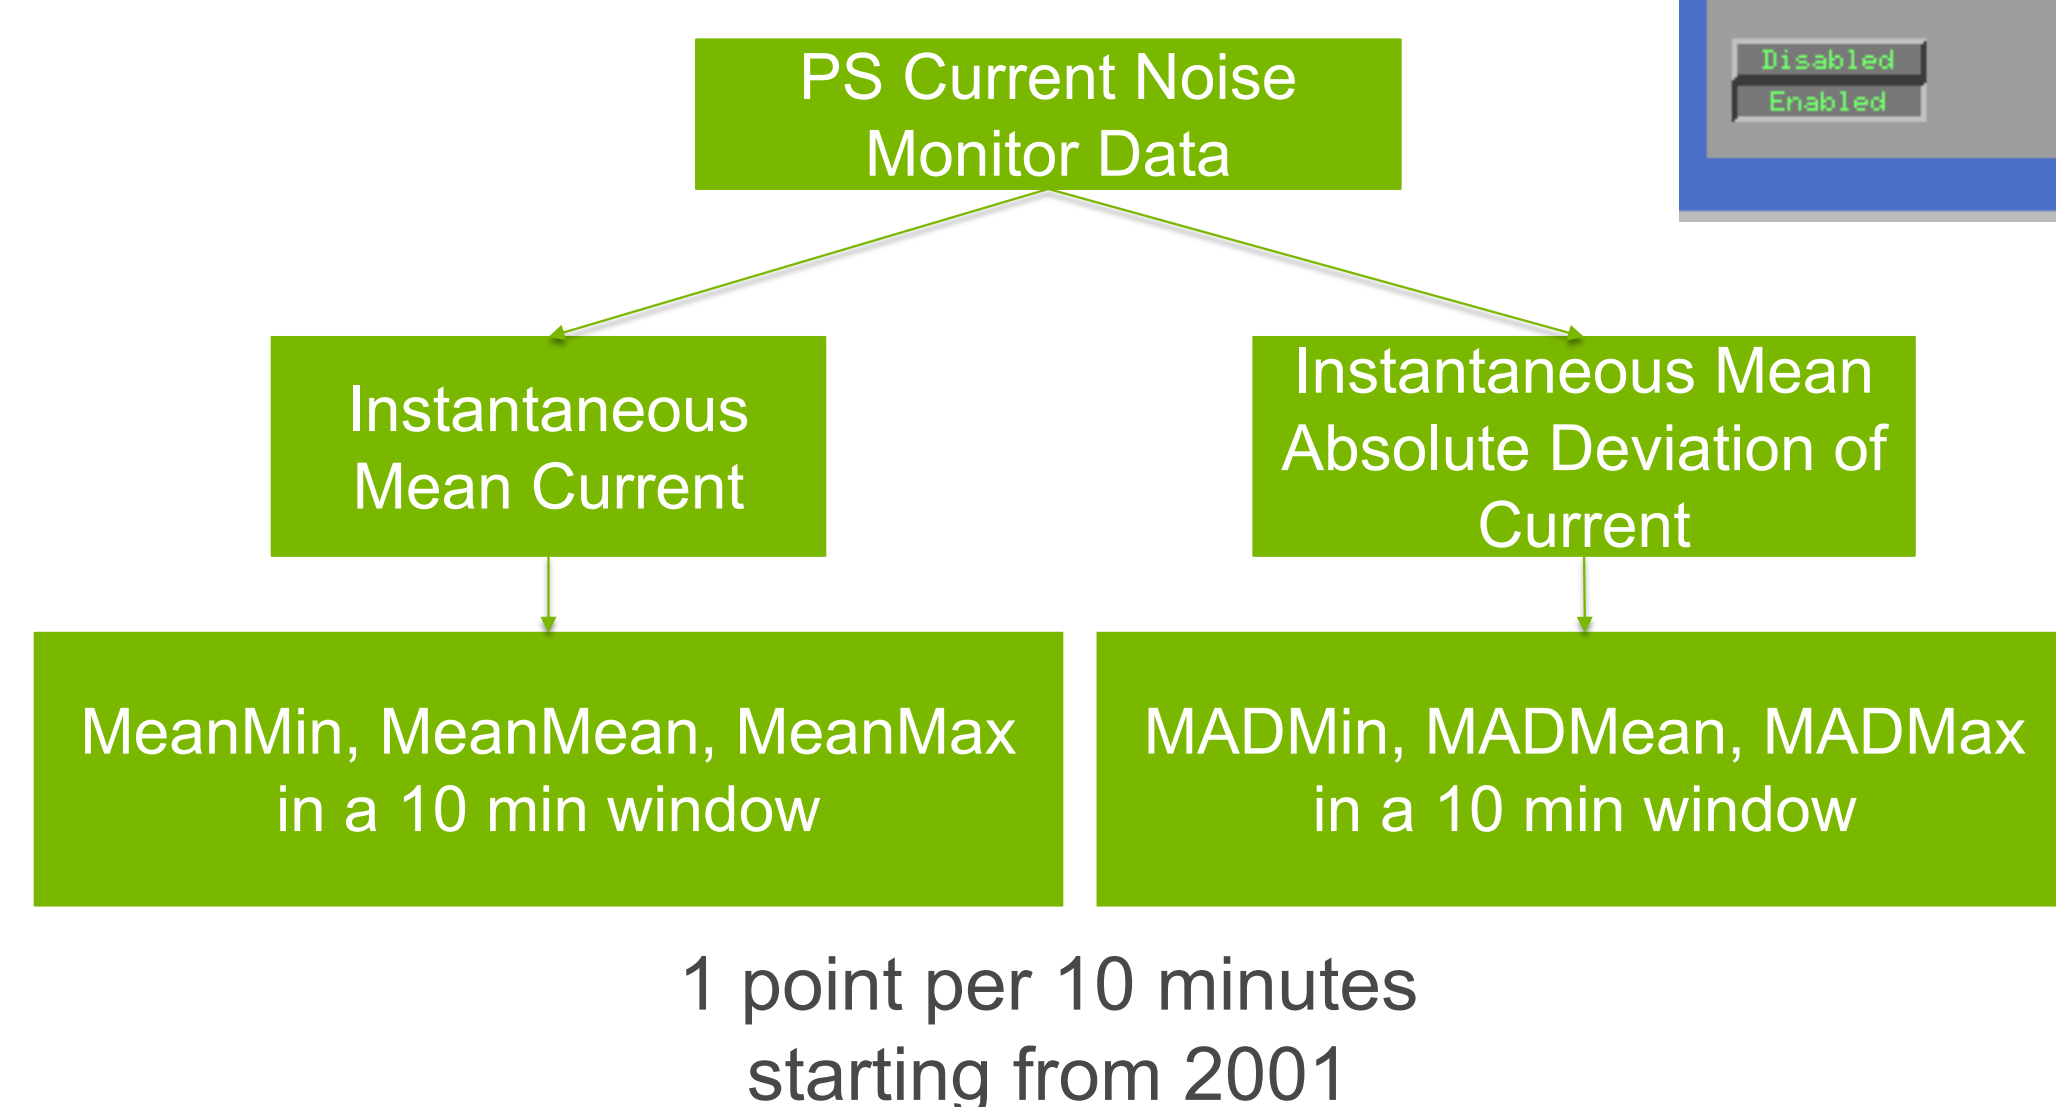 PS Current Noise
Monitor Data
Disabled
Enabled
Instantaneous
Mean Current
Instantaneous Mean
Absolute Deviation of
Current
MeanMin, MeanMean, MeanMax
in a 10 min window
MADMin, MADMean, MADMax
in a 10 min window
1 point per 10 minutes
starting from 2001